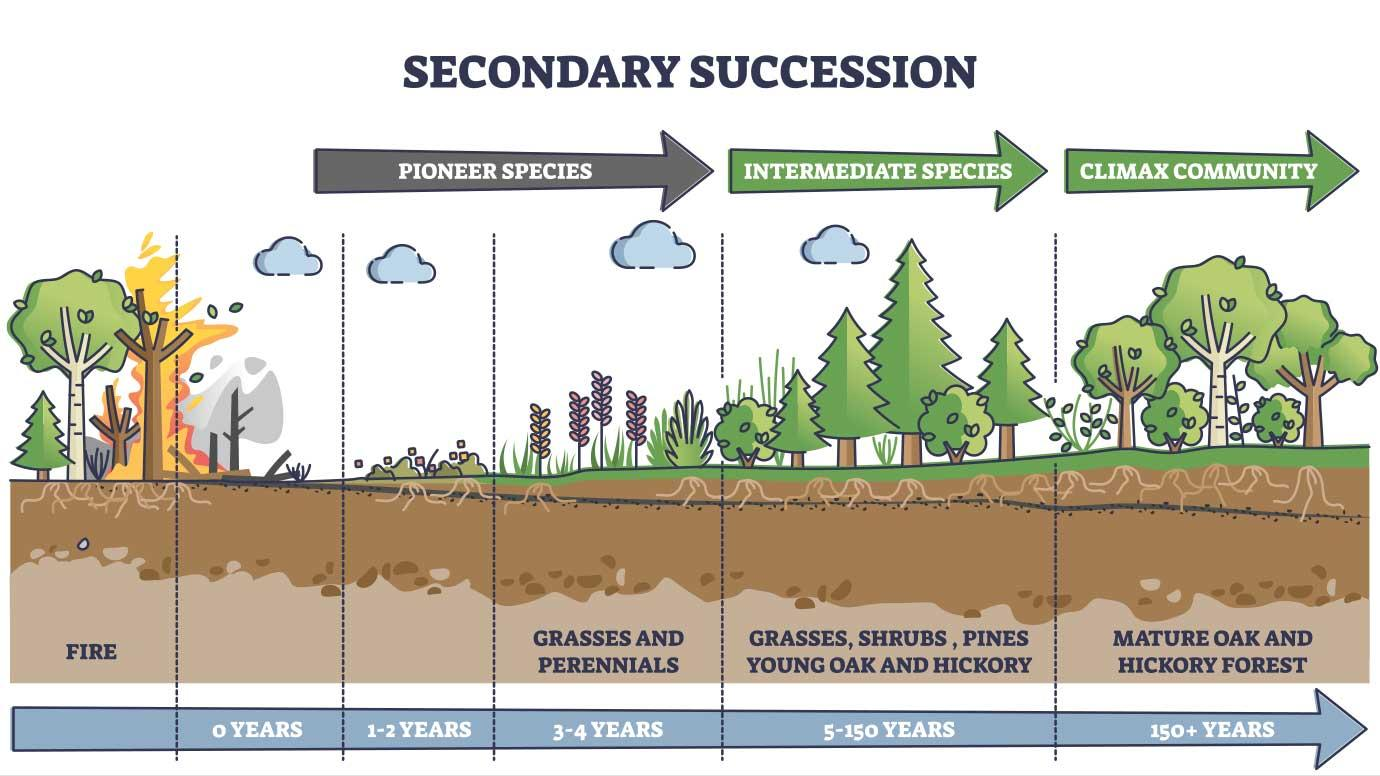 SECONDARY SUCCESSION
PIONEER SPECIES
INTERMEDIATE SPECIES
CLIMAX COMMUNITY
FIRE
GRASSES AND
PERENNIALS
GRASSES, SHRUBS , PINES
YOUNG OAK AND HICKORY
MATURE OAK AND
HICKORY FOREST
0 YEARS
1-2 YEARS
3-4 YEARS
5-150 YEARS
150+ YEARS